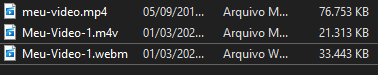 meu-video.mp4 05/09/201... Arquivo M... 76.753 KB
Meu-Video-1.m4v 01/03/202... Arquivo M... 21.313 KB
Meu-Video-1.webm 01/03/202... Arquivo W... 33.443 KB